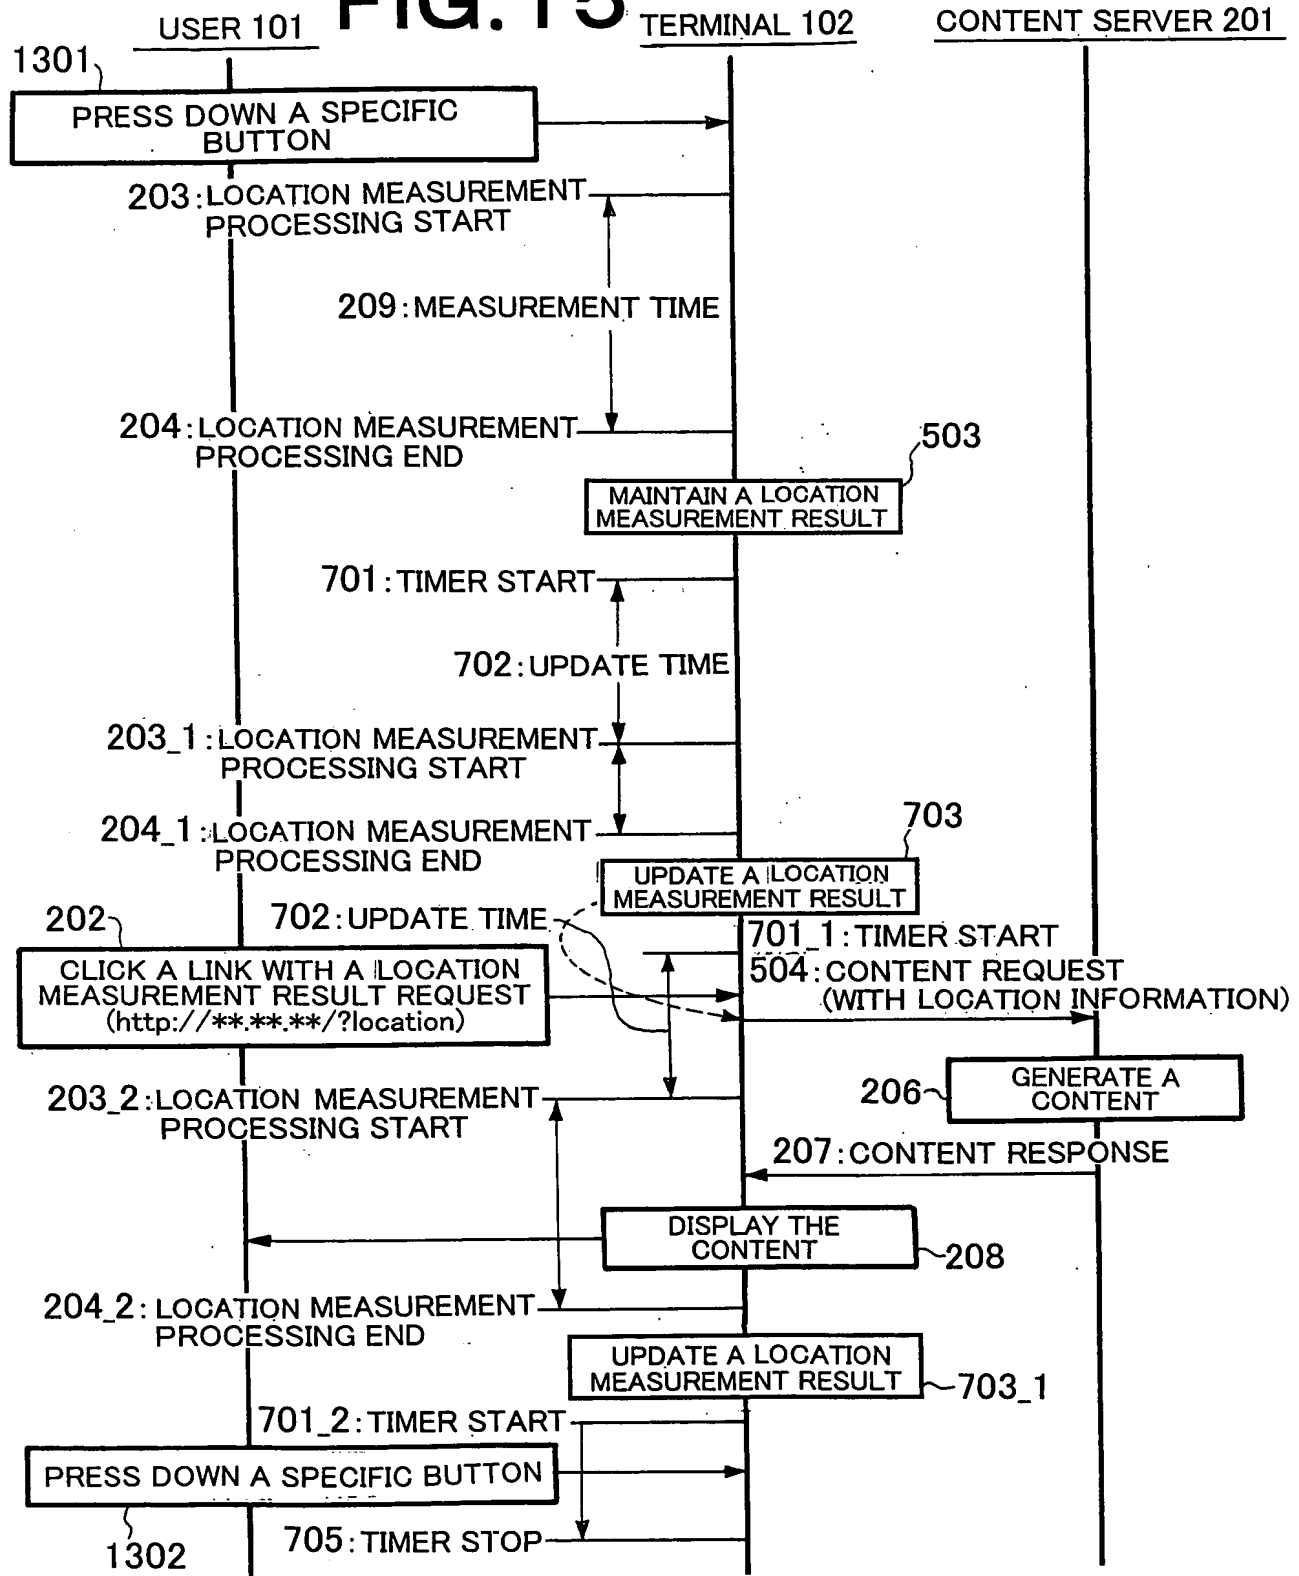 FIG. 15
USER 101
TERMINAL 102
CONTENT SERVER 201
1301
PRESS DOWN A SPECIFIC
BUTTON
203:LOCATION MEASUREMENT
PROCESSING START
209:MEASUREMENT TIME
204:LOCATION MEASUREMENT
PROCESSING END
503
MAINTAIN A LOCATION
MEASUREMENT RESULT
701:TIMER START
702:UPDATE TIME
203_1:LOCATION MEASUREMENT
PROCESSING START
204_1:LOCATION MEASUREMENT
PROCESSING END
703
UPDATE A LOCATION
MEASUREMENT RESULT
702:UPDATE TIME
701_1:TIMER START
202
CLICK A LINK WITH A LOCATION
MEASUREMENT RESULT REQUEST
(http://**.**.**/?location)
504:CONTENT REQUEST
(WITH LOCATION INFORMATION)
206
GENERATE A
CONTENT
203_2:LOCATION MEASUREMENT
PROCESSING START
207:CONTENT RESPONSE
DISPLAY THE
CONTENT
208
204_2:LOCATION MEASUREMENT
PROCESSING END
UPDATE A LOCATION
MEASUREMENT RESULT
703_1
701_2:TIMER START
PRESS DOWN A SPECIFIC BUTTON
1302
705:TIMER STOP